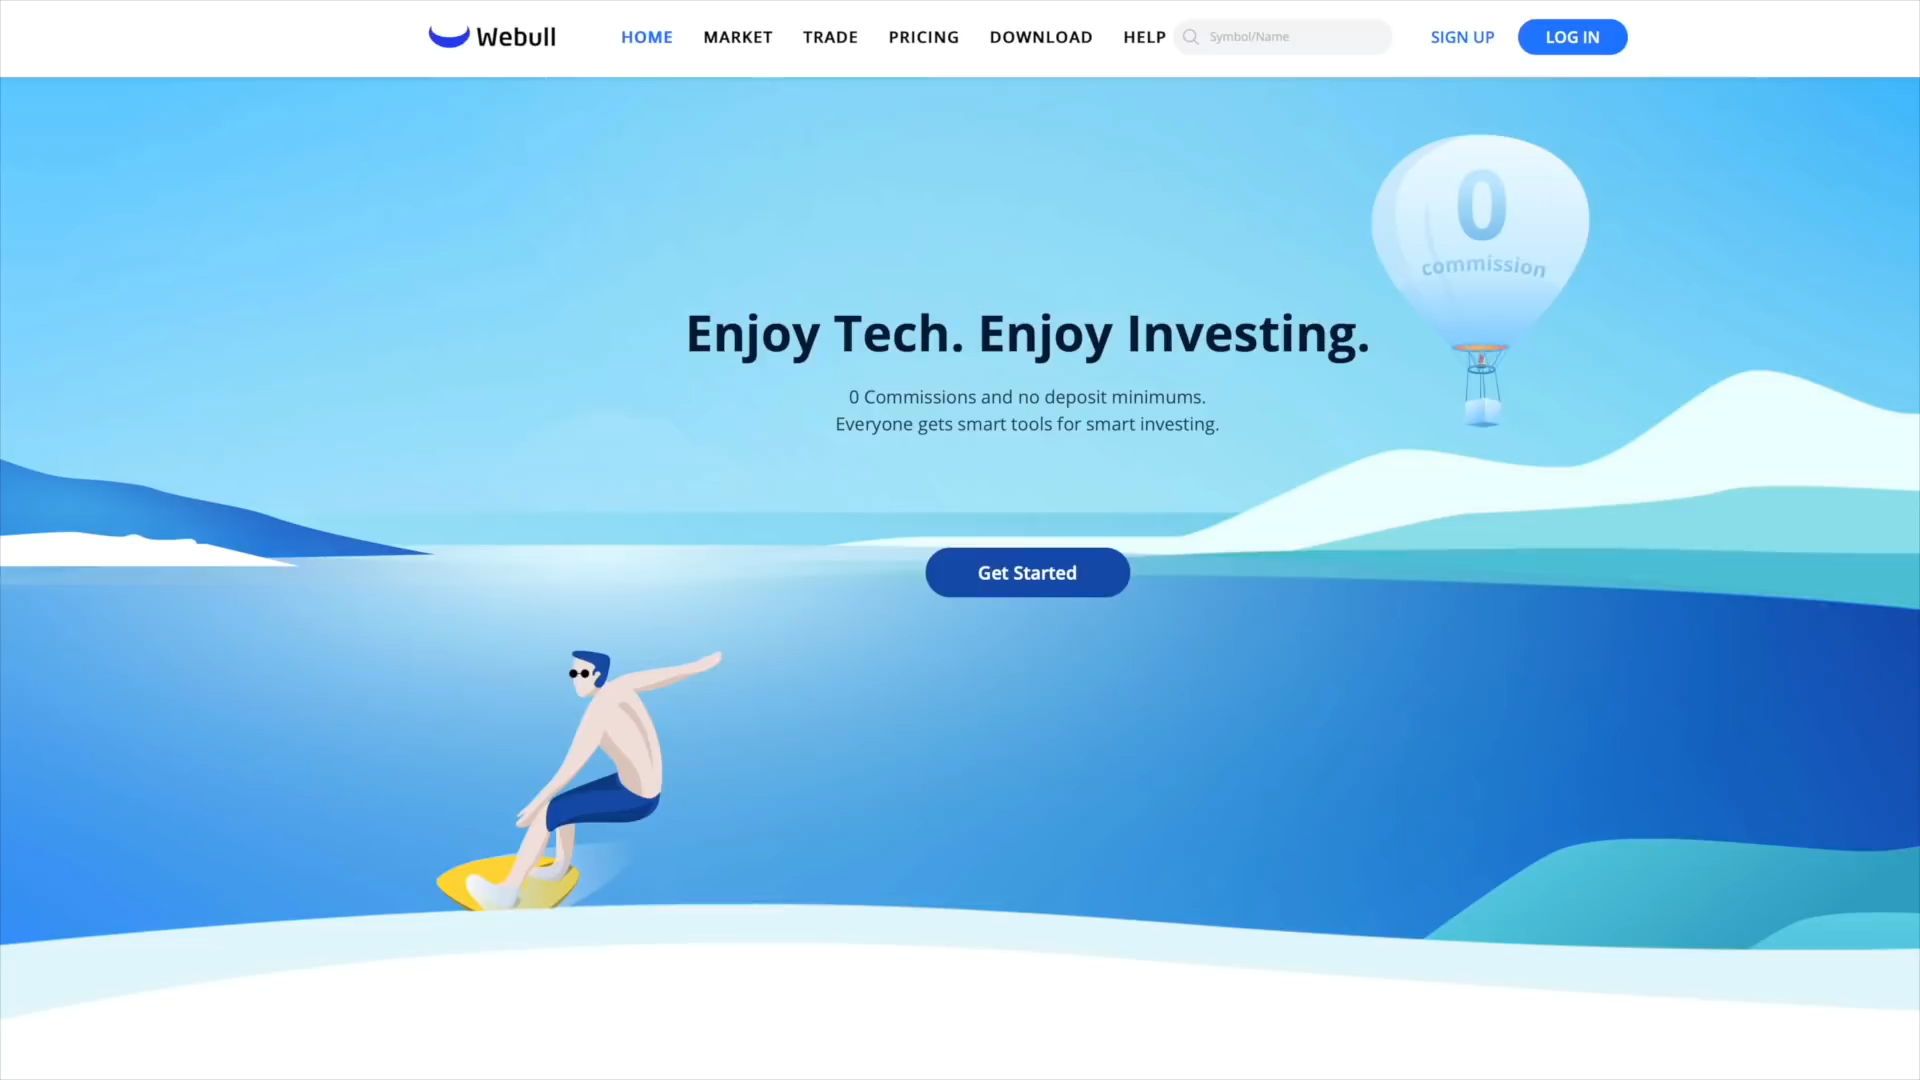 Webull
HOME MARKET TRADE PRICING DOWNLOAD HELP
Symbol/Name
SIGN UP
LOG IN
0
commission
Enjoy Tech. Enjoy Investing.
0 Commissions and no deposit minimums.
Everyone gets smart tools for smart investing.
Get Started